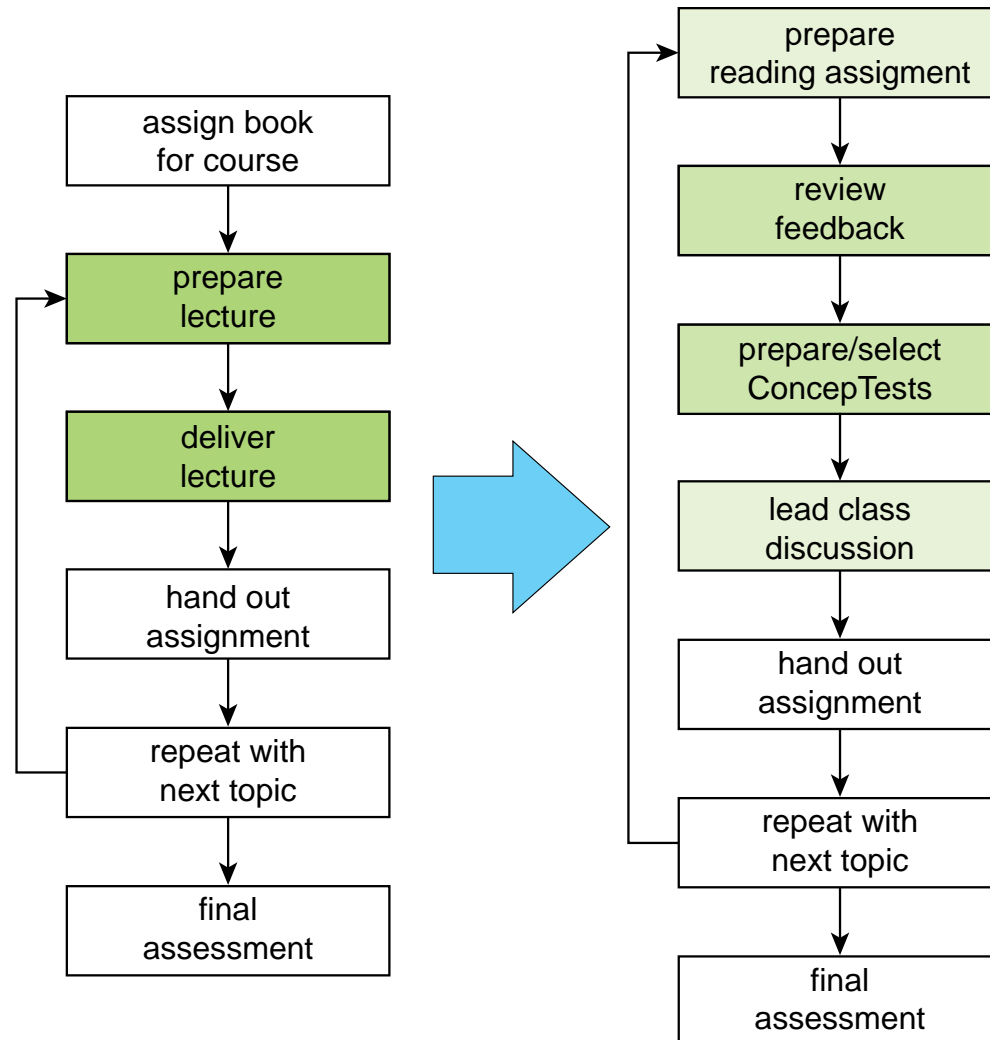 assign book
for course
prepare
lecture
deliver
lecture
hand out
assignment
repeat with
next topic
final
assessment
prepare
reading assigment
review
feedback
prepare/select
ConcepTests
lead class
discussion
hand out
assignment
repeat with
next topic
final
assessment